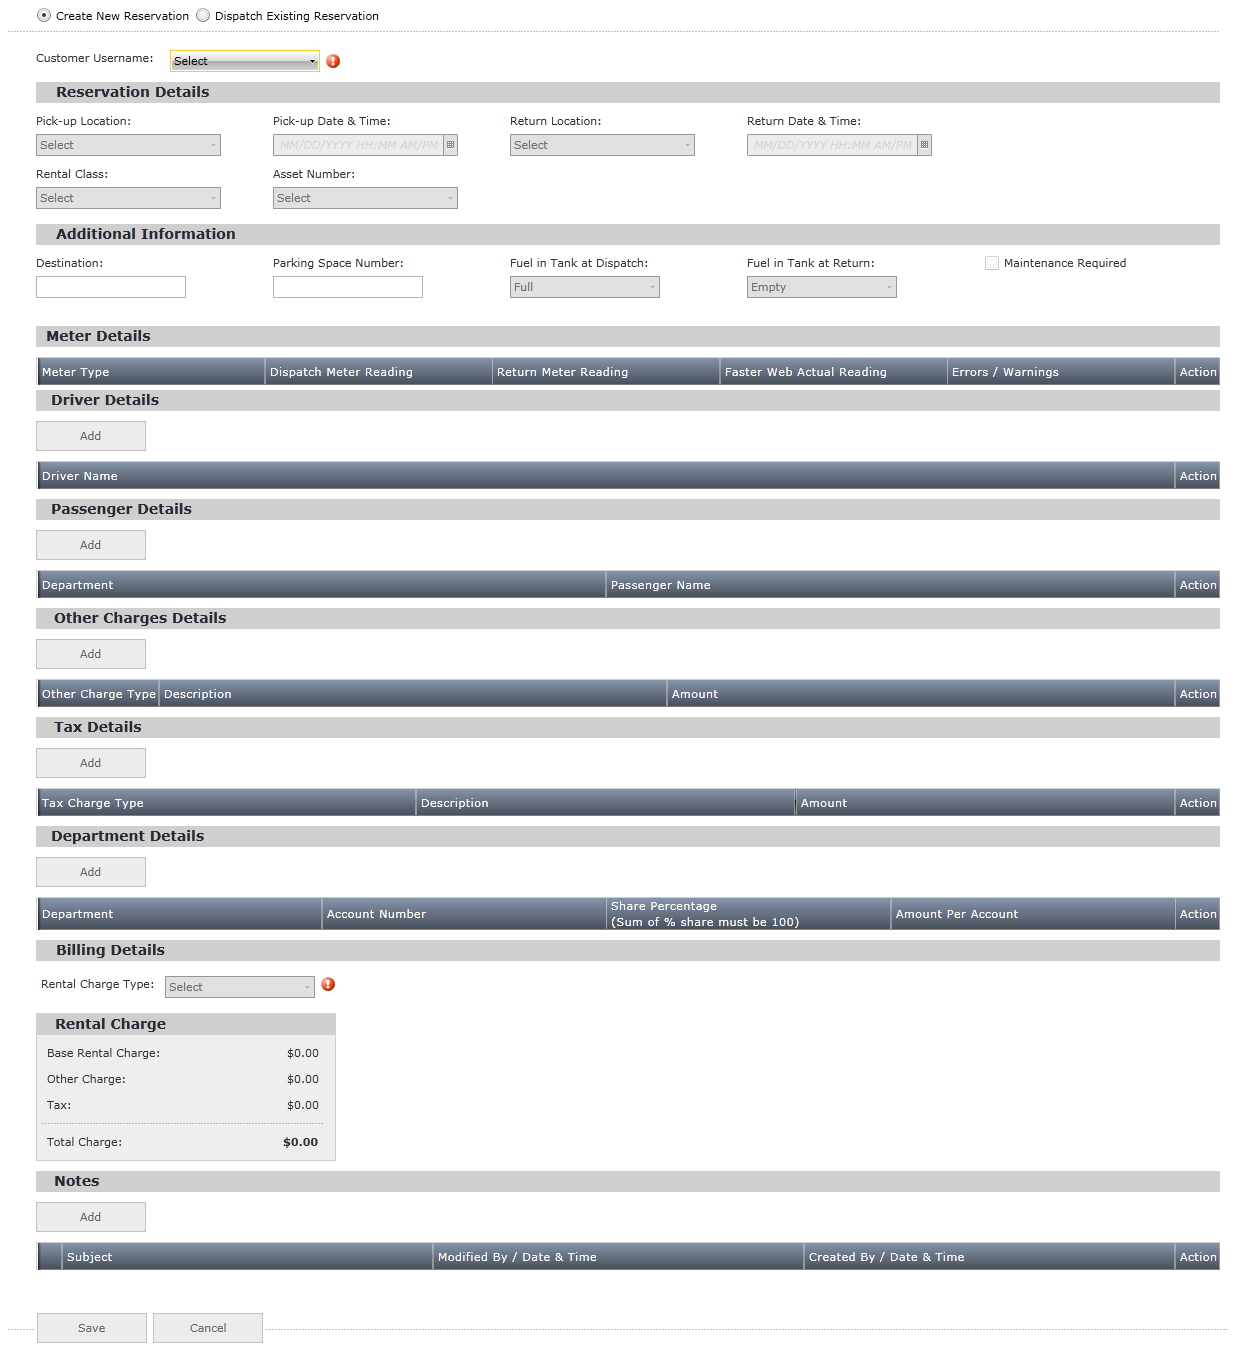 Create New Reservation Dispatch Existing Reservation
Customer Username: Select
Reservation Details
Pick-up Location: Pick-up Date & Time: Return Location: Return Date & Time:
Select MM/DD/YYYY HH:MM AM/PM Select MM/DD/YYYY HH:MM AM/PM
Rental Class: Asset Number:
Select Select
Additional Information
Destination: Parking Space Number: Fuel in Tank at Dispatch: Fuel in Tank at Return: Maintenance Required
Full Empty
Meter Details
Meter Type Dispatch Meter Reading Return Meter Reading Faster Web Actual Reading Errors / Warnings Action
Driver Details
Add
Driver Name Action
Passenger Details
Add
Department Passenger Name Action
Other Charges Details
Add
Other Charge Type Description Amount Action
Tax Details
Add
Tax Charge Type Description Amount Action
Department Details
Add
Department Account Number Share Percentage (Sum of % share must be 100) Amount Per Account Action
Billing Details
Rental Charge Type: Select
Rental Charge
Base Rental Charge: $0.00
Other Charge: $0.00
Tax: $0.00
Total Charge: $0.00
Notes
Add
Subject Modified By / Date & Time Created By / Date & Time Action
Save Cancel